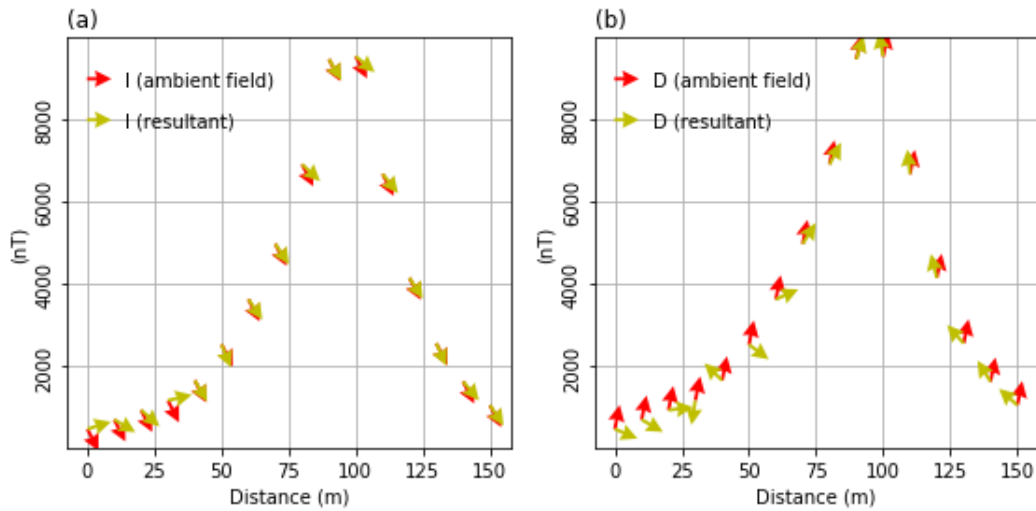 (a)
I (ambient field)
I (resultant)
8000
6000
4000
2000
(nT)
0
25
50
75
100
125
150
Distance (m)
(b)
D (ambient field)
D (resultant)
8000
6000
4000
2000
(nT)
0
25
50
75
100
125
150
Distance (m)